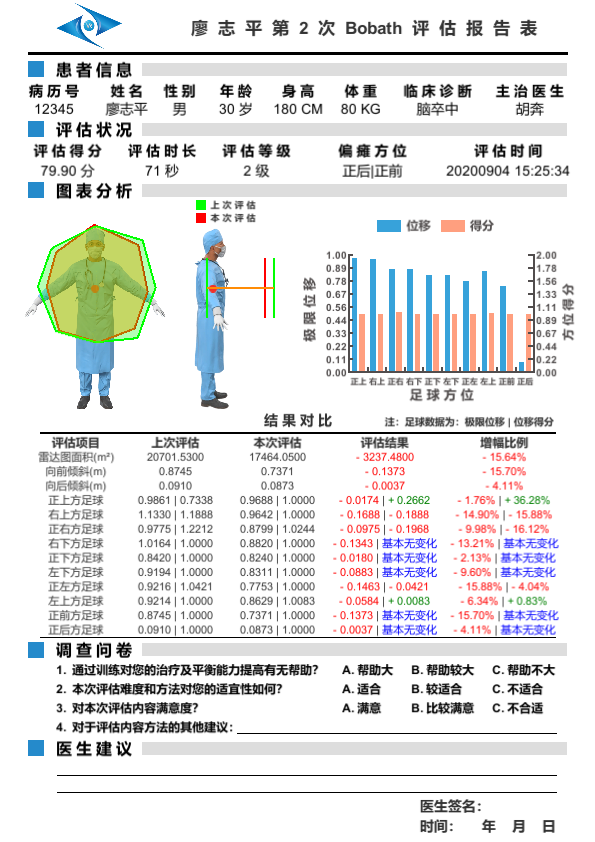 廖志平第2次Bobath评估报告表
患者信息
病历号 姓名 性别 年龄 身高 体重 临床诊断 主治医生
12345 廖志平 男 30 岁 180 CM 80 KG 脑卒中 胡奔
评估状况
评估得分 评估时长 评估等级 偏瘫方位 评估时间
79.90 分 71 秒 2 级 正后|正前 20200904 15:25:34
图表分析
上次评估
本次评估
位移 得分
极限位移
1.00 2.00
0.89 1.78
0.78 1.56
0.67 1.33
0.56 1.11
0.44 0.89
0.33 0.67
0.22 0.44
0.11 0.22
0.00 0.00
方位得分
正上 右上 正右 右下 正下 左下 正左 左上 正前 正后
足球方位
结果对比 注: 足球数据为: 极限位移 | 位移得分
评估项目 上次评估 本次评估 评估结果 增幅比例
雷达图面积(m²) 20701.5300 17464.0500 - 3237.4800 - 15.64%
向前倾斜(m) 0.8745 0.7371 - 0.1373 - 15.70%
向后倾斜(m) 0.0910 0.0873 - 0.0037 - 4.11%
正上方足球 0.9861 | 0.7338 0.9688 | 1.0000 - 0.0174 | + 0.2662 - 1.76% | + 36.28%
右上方足球 1.1330 | 1.1888 0.9642 | 1.0000 - 0.1688 | - 0.1888 - 14.90% | - 15.88%
正右方足球 0.9775 | 1.2212 0.8799 | 1.0244 - 0.0975 | - 0.1968 - 9.98% | - 16.12%
右下方足球 1.0164 | 1.0000 0.8820 | 1.0000 - 0.1343 | 基本无变化 - 13.21% | 基本无变化
正下方足球 0.8420 | 1.0000 0.8240 | 1.0000 - 0.0180 | 基本无变化 - 2.13% | 基本无变化
左下方足球 0.9194 | 1.0000 0.8311 | 1.0000 - 0.0883 | 基本无变化 - 9.60% | 基本无变化
正左方足球 0.9216 | 1.0421 0.7753 | 1.0000 - 0.1463 | - 0.0421 - 15.88% | - 4.04%
左上方足球 0.9214 | 1.0000 0.8629 | 1.0083 - 0.0584 | + 0.0083 - 6.34% | + 0.83%
正前方足球 0.8745 | 1.0000 0.7371 | 1.0000 - 0.1373 | 基本无变化 - 15.70% | 基本无变化
正后方足球 0.0910 | 1.0000 0.0873 | 1.0000 - 0.0037 | 基本无变化 - 4.11% | 基本无变化
调查问卷
1. 通过训练对您的治疗及平衡能力提高有无帮助? A. 帮助大 B. 帮助较大 C. 帮助不大
2. 本次评估难度和方法对您的适宜性如何? A. 适合 B. 较适合 C. 不适合
3. 对本次评估内容满意度? A. 满意 B. 比较满意 C. 不合适
4. 对于评估内容方法的其他建议:
医生建议
医生签名:
时间: 年 月 日